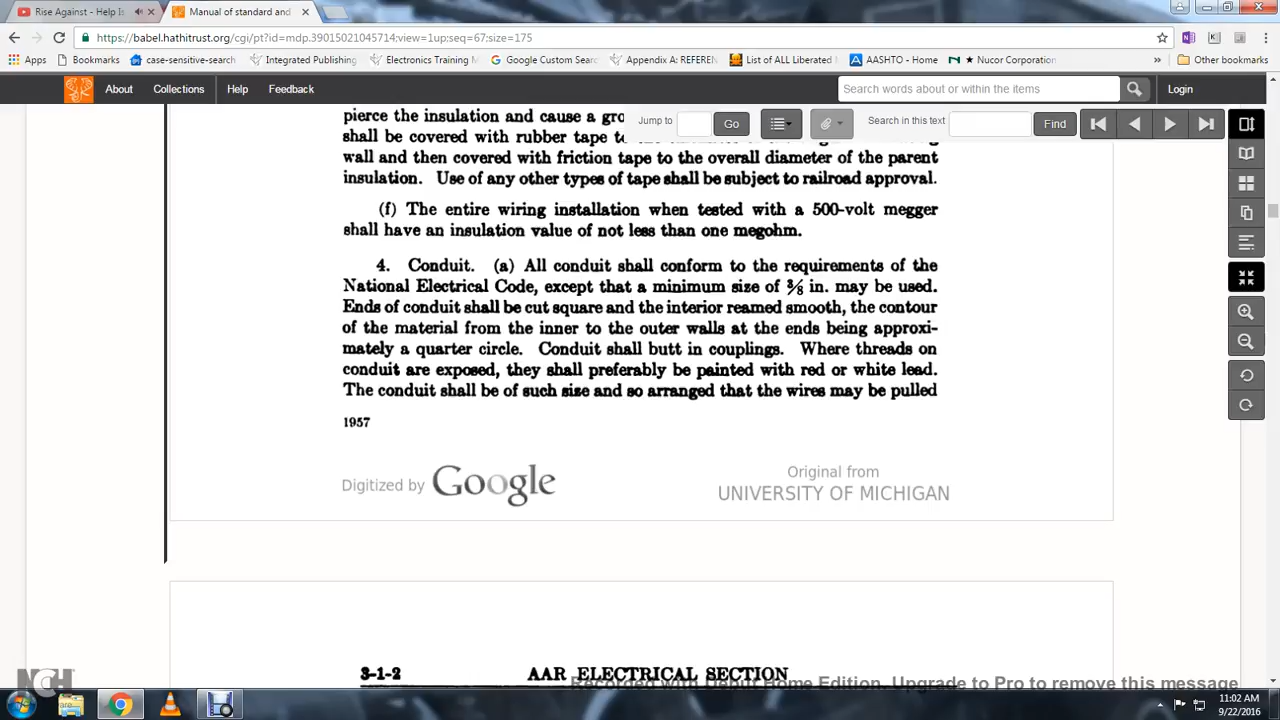 Rise Against - Help Is
Manual of standard and
https://babel.hathitrust.org/cgi/pt?id=mdp.39015021045714;view=1up;seq=67;size=175
Apps Bookmarks case-sensitive search Integrated Publishing Electronics Training M Google Custom Sear Appendix A: REFEREN List of ALL Liberated AASHTO - Home N ★ Nucor Corporation » Other bookmarks
About Collections Help Feedback Search words about or within the items Login
Jump to Go Search in this text Find
pierce the insulation and cause a gro
shall be covered with rubber tape to
wall and then covered with friction tape to the overall diameter of the parent
insulation. Use of any other types of tape shall be subject to railroad approval.
(f) The entire wiring installation when tested with a 500-volt megger
shall have an insulation value of not less than one megohm.
4. Conduit. (a) All conduit shall conform to the requirements of the
National Electrical Code, except that a minimum size of 3/8 in. may be used.
Ends of conduit shall be cut square and the interior reamed smooth, the contour
of the material from the inner to the outer walls at the ends being approxi-
mately a quarter circle. Conduit shall butt in couplings. Where threads on
conduit are exposed, they shall preferably be painted with red or white lead.
The conduit shall be of such size and so arranged that the wires may be pulled
1957
Digitized by Google
Original from
UNIVERSITY OF MICHIGAN
3-1-2 AAR ELECTRICAL SECTION
Recorded with Debut Home Edition. Upgrade to Pro to remove this message
NCH
11:02 AM
9/22/2016